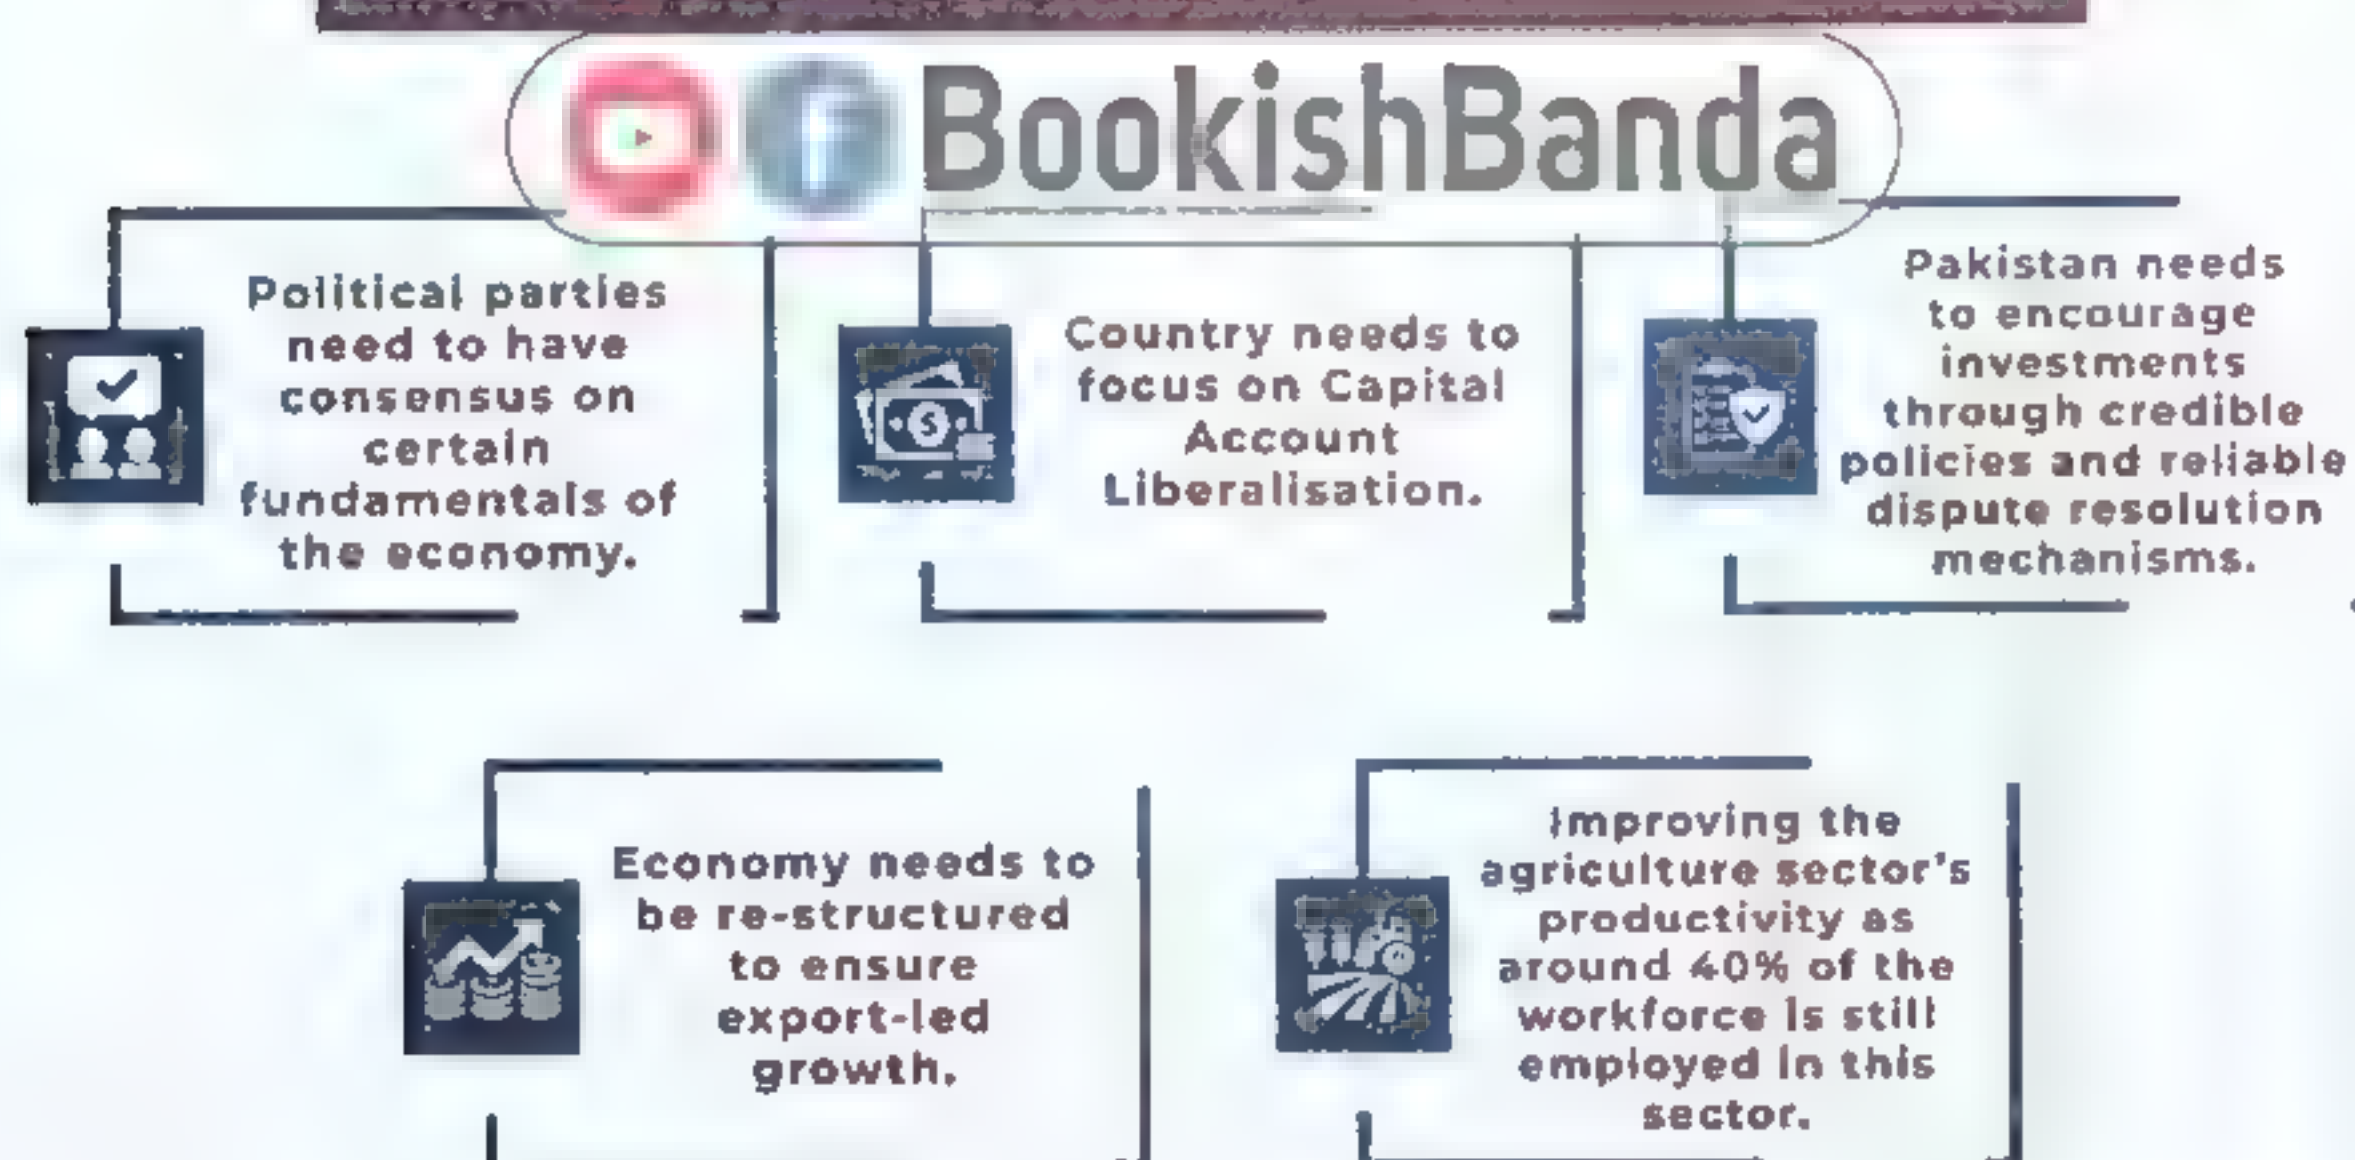 BookishBanda
Political parties
need to have
consensus on
certain
fundamentals of
the economy.
Country needs to
focus on Capital
Account
Liberalisation.
Pakistan needs
to encourage
investments
through credible
policies and reliable
dispute resolution
mechanisms.
Economy needs to
be re-structured
to ensure
export-led
growth.
Improving the
agriculture sector's
productivity as
around 40% of the
workforce is still
employed in this
sector.